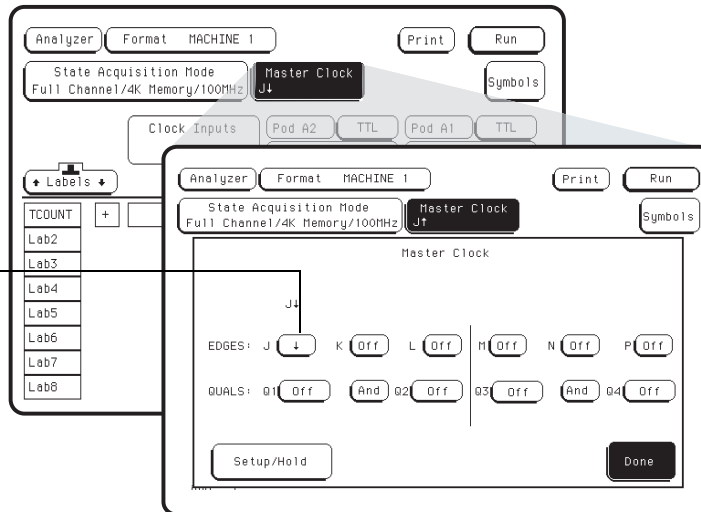 Analyzer Format MACHINE 1 Print Run
State Acquisition Mode
Full Channel/4K Memory/100MHz
Master Clock
J↓
Symbols
Clock Inputs Pod A2 TTL Pod A1 TTL
↑ Labels ↓
TCOUNT +
Lab2
Lab3
Lab4
Lab5
Lab6
Lab7
Lab8
Analyzer Format MACHINE 1 Print Run
State Acquisition Mode
Full Channel/4K Memory/100MHz
Master Clock
J↑
Symbols
Master Clock
J↓
EDGES: J ↓ K Off L Off M Off N Off P Off
QUALS: Q1 Off And Q2 Off Q3 Off And Q4 Off
Setup/Hold Done